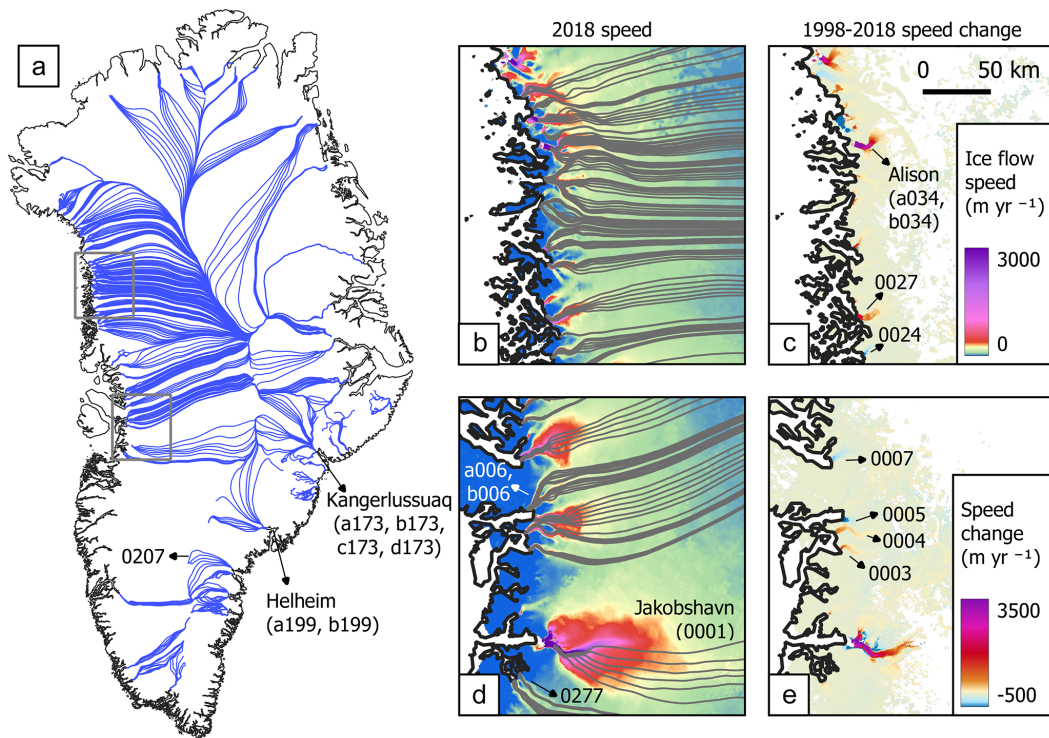 a
Kangerlussuaq
(a173, b173,
c173, d173)
0207
Helheim
(a199, b199)
2018 speed
b
1998-2018 speed change
0 50 km
Alison
(a034,
b034)
0027
0024
c
Ice flow
speed
(m yr ⁻¹)
3000
0
a006,
b006
Jakobshavn
(0001)
0277
d
0007
0005
0004
0003
e
Speed
change
(m yr ⁻¹)
3500
-500